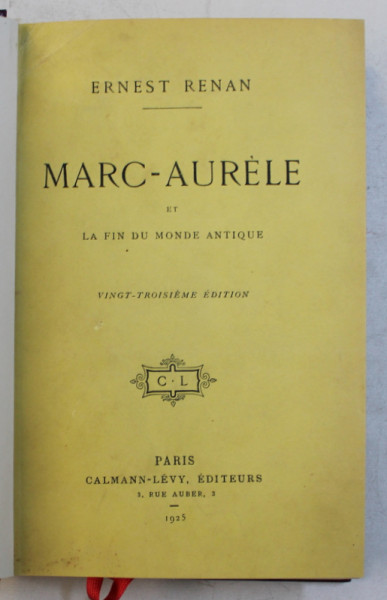 ERNEST RENAN
MARC-AURÈLE
ET
LA FIN DU MONDE ANTIQUE
VINGT-TROISIÈME ÉDITION
C·L
PARIS
CALMANN-LÉVY, ÉDITEURS
3, RUE AUBER, 3
1925